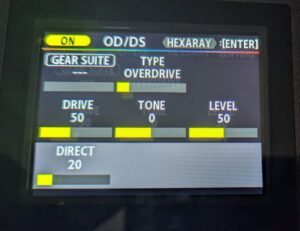 ON OD/DS HEXARAY :[ENTER]
GEAR SUITE TYPE
----- OVERDRIVE
DRIVE TONE LEVEL
50 0 50
DIRECT
20